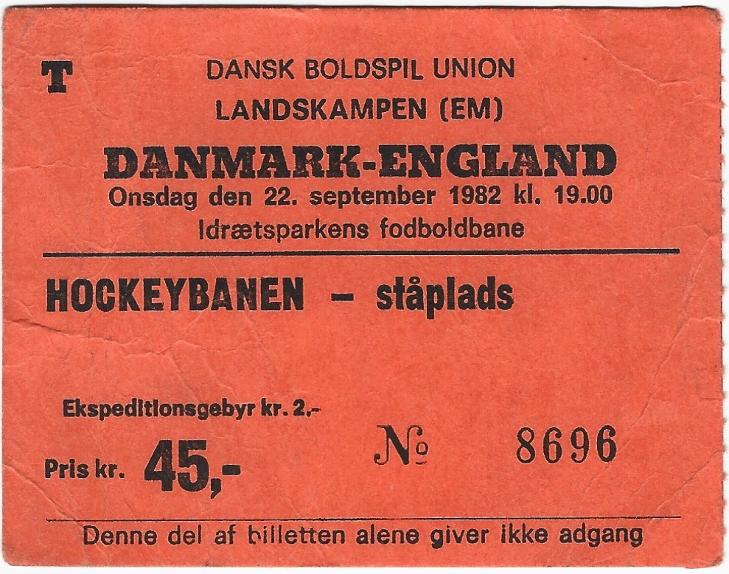 T
DANSK BOLDSPIL UNION
LANDSKAMPEN (EM)
DANMARK-ENGLAND
Onsdag den 22. september 1982 kl. 19.00
Idrætsparkens fodboldbane
HOCKEYBANEN – ståplads
Ekspeditionsgebyr kr. 2,-
Pris kr. 45,- № 8696
Denne del af billetten alene giver ikke adgang